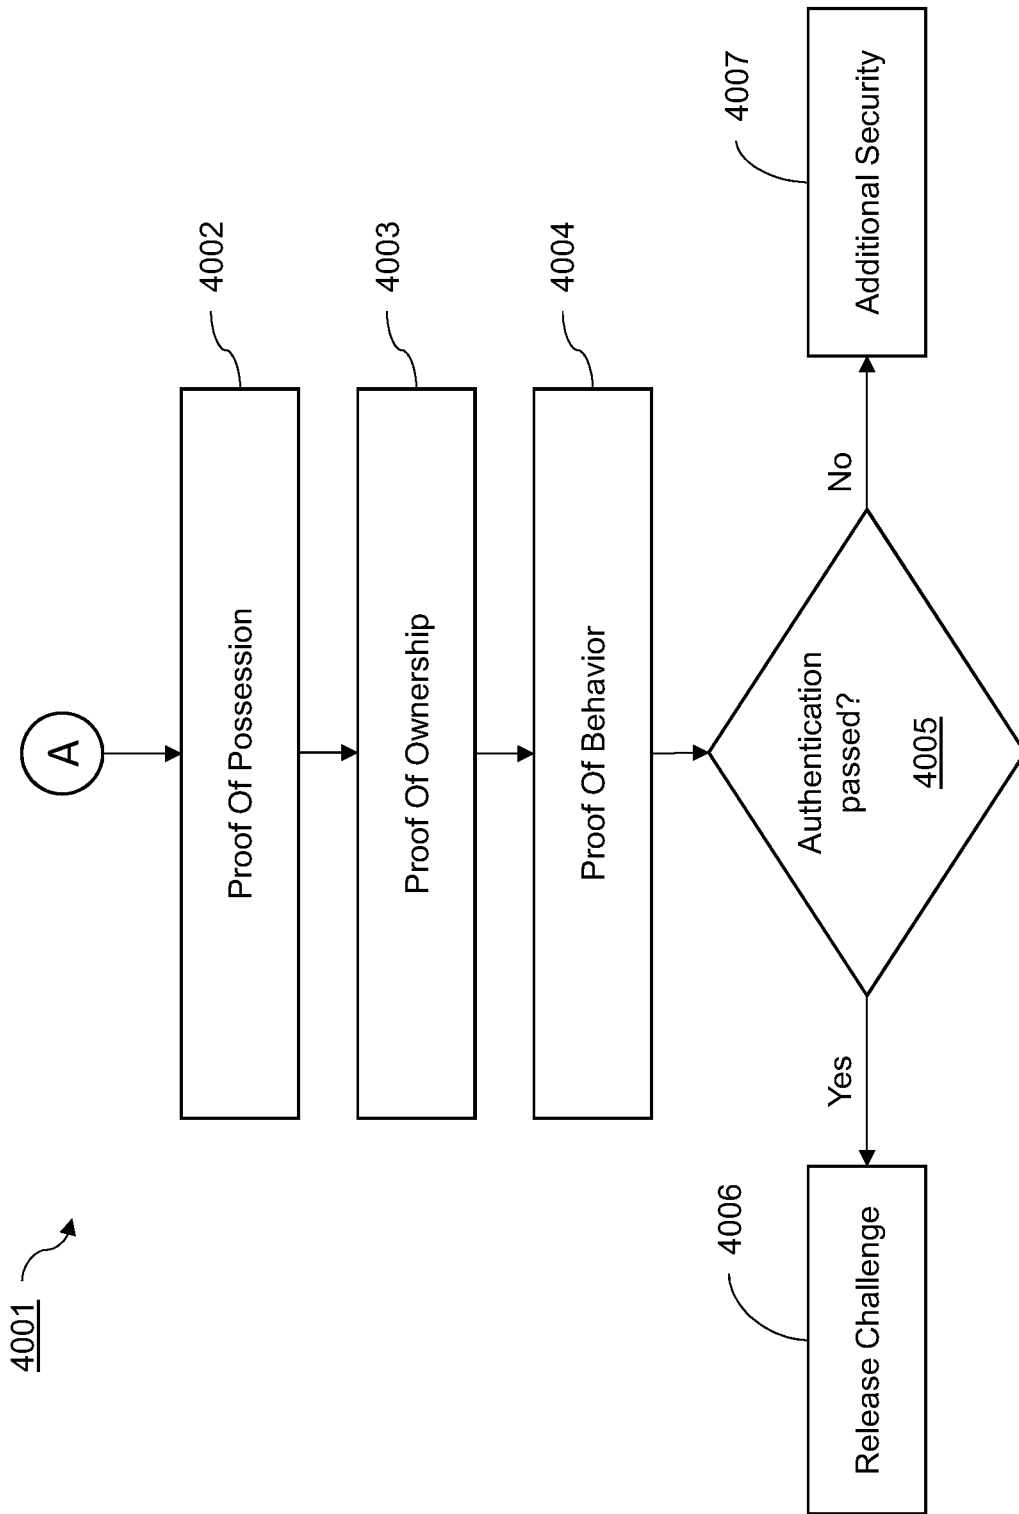 4001
A
Proof Of Possession
4002
Proof Of Ownership
4003
Proof Of Behavior
4004
Authentication
passed?
4005
Yes
No
Release Challenge
4006
Additional Security
4007